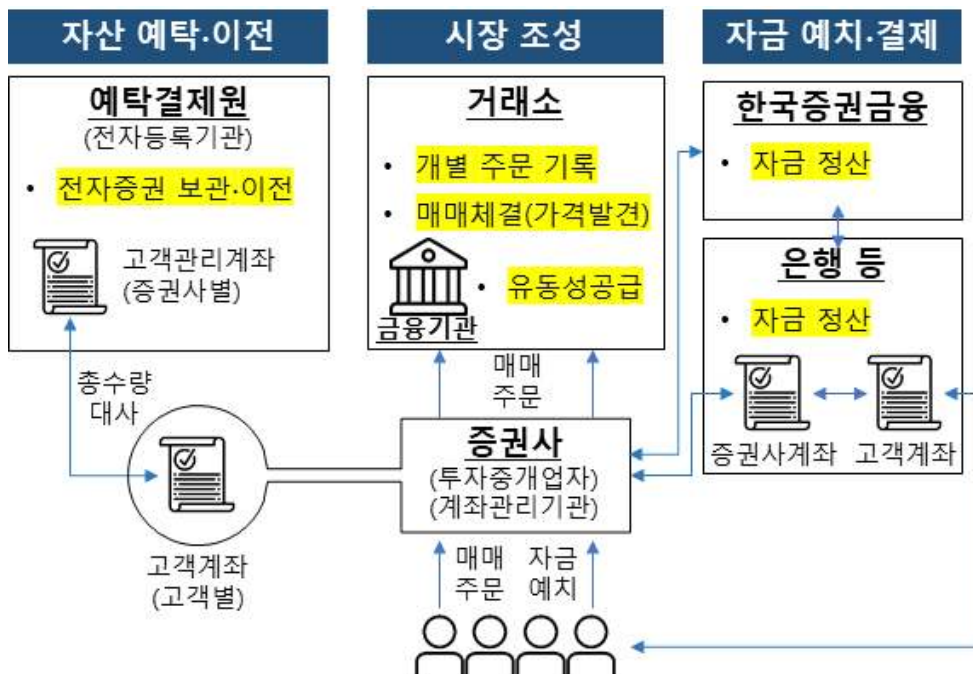 자산 예탁·이전
예탁결제원
(전자등록기관)
• 전자증권 보관·이전
고객관리계좌
(증권사별)
총수량
대사
고객계좌
(고객별)
시장 조성
거래소
• 개별 주문 기록
• 매매체결(가격발견)
• 유동성공급
금융기관
매매
주문
증권사
(투자중개업자)
(계좌관리기관)
매매
주문
자금
예치
자금 예치·결제
한국증권금융
• 자금 정산
은행 등
• 자금 정산
증권사계좌
고객계좌